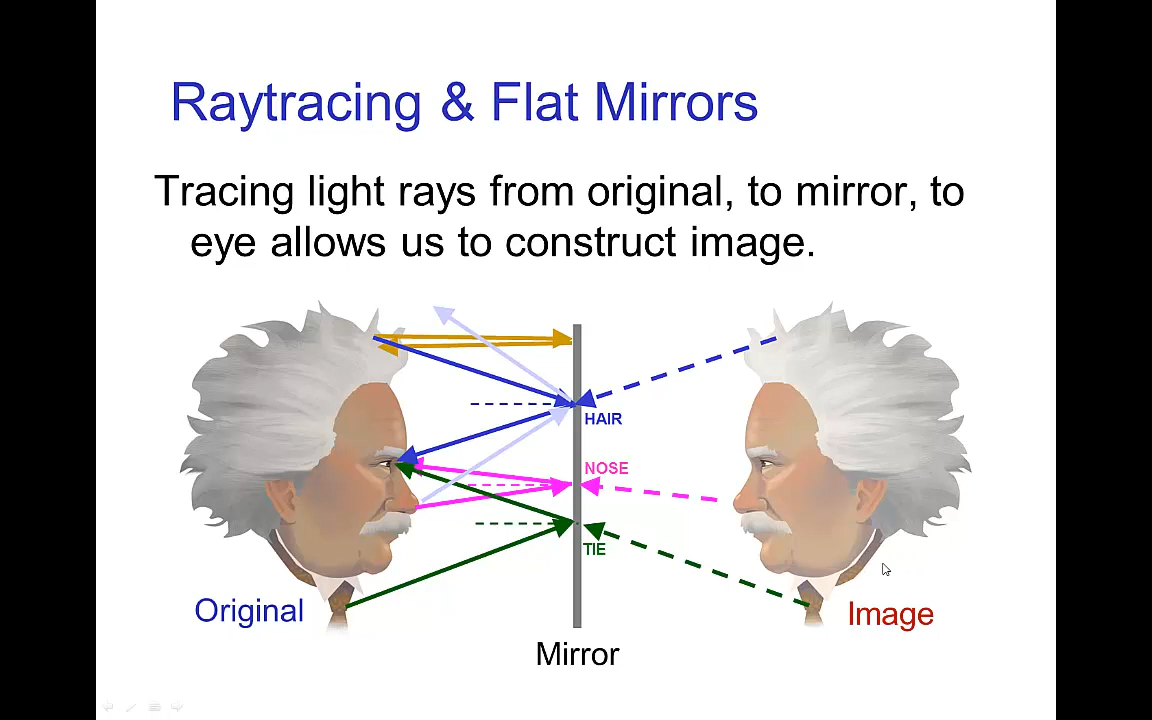 Raytracing & Flat Mirrors
Tracing light rays from original, to mirror, to
eye allows us to construct image.
HAIR
NOSE
TIE
Original
Image
Mirror